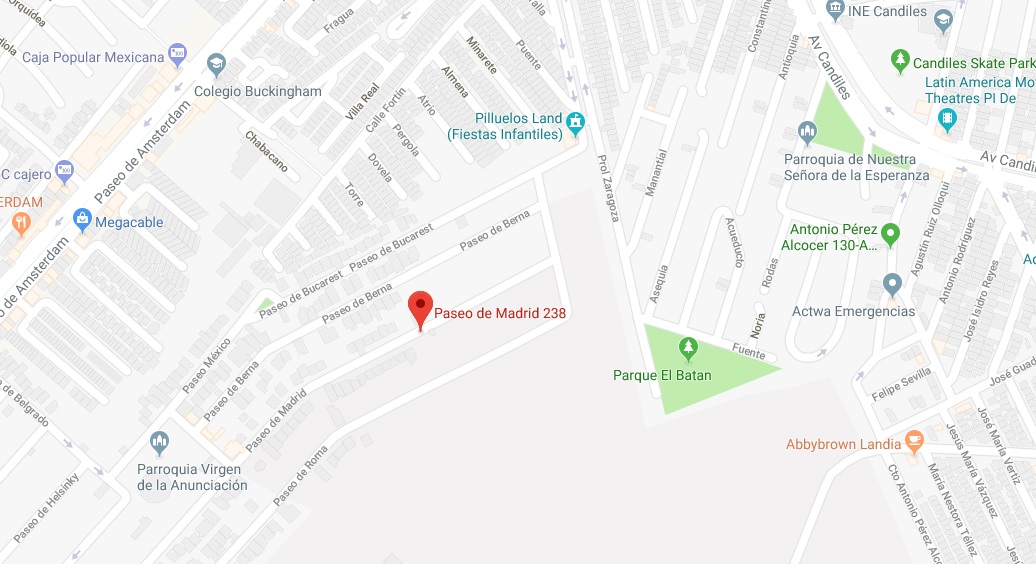 Orquídea
Fragua
INE Candiles
Caja Popular Mexicana
Minarete
Puente
Constantino
Antioquia
Av Candiles
Candiles Skate Park
Colegio Buckingham
Almena
Villa Real
Calle Fortín
Atrio
Latin America Mo
Theatres Pl De
Pilluelos Land
(Fiestas Infantiles)
Paseo de Amsterdam
Chabacano
Pergola
Dovela
Prol Zaragoza
Manantial
Parroquia de Nuestra
Señora de la Esperanza
Av Can
C cajero
ERDAM
Torre
Megacable
Paseo de Bucarest
Paseo de Berna
Acueducto
Antonio Pérez
Alcocer 130-A...
Agustín Ruiz Olloqui
Antonio Rodríguez
o de Amsterdam
Asequia
Rodas
José Isidro Reyes
Paseo de Bucarest
Paseo de Berna
Paseo de Madrid 238
Noria
Actwa Emergencias
Paseo México
Paseo de Berna
Parque El Batan
Fuente
Felipe Sevilla
José Guad
o de Belgrado
Paseo de Madrid
Abbybrown Landia
José María Vertiz
Jesús María Vázquez
Parroquia Virgen
de la Anunciación
Paseo de Roma
Paseo de Helsinky
María Nestora Téllez
Cto Antonio Pérez Alco